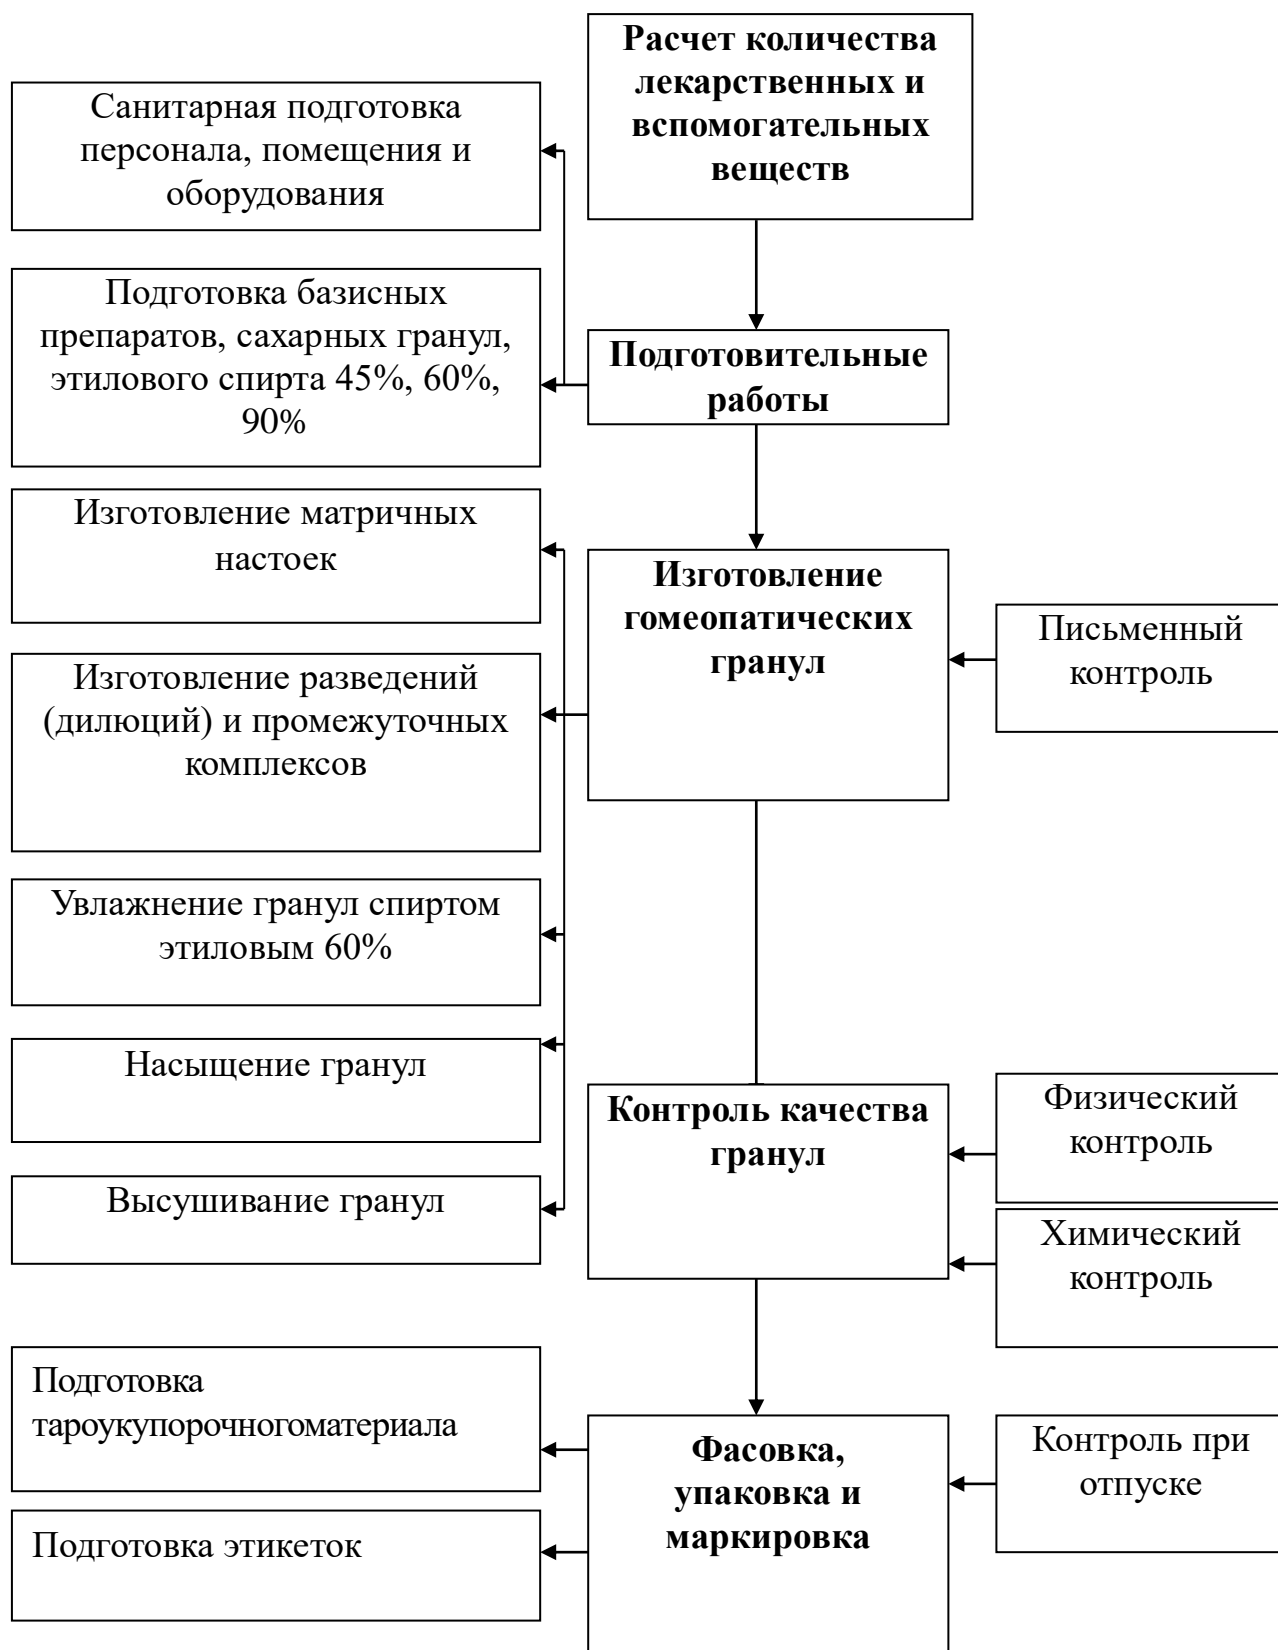 Расчет количества
лекарственных и
вспомогательных
веществ
Санитарная подготовка
персонала, помещения и
оборудования
Подготовка базисных
препаратов, сахарных гранул,
этилового спирта 45%, 60%,
90%
Подготовительные
работы
Изготовление матричных
настоек
Изготовление
гомеопатических
гранул
Письменный
контроль
Изготовление разведений
(дилюций) и промежуточных
комплексов
Увлажнение гранул спиртом
этиловым 60%
Насыщение гранул
Высушивание гранул
Контроль качества
гранул
Физический
контроль
Химический
контроль
Подготовка
тароукупорочногоматериала
Подготовка этикеток
Фасовка,
упаковка и
маркировка
Контроль при
отпуске